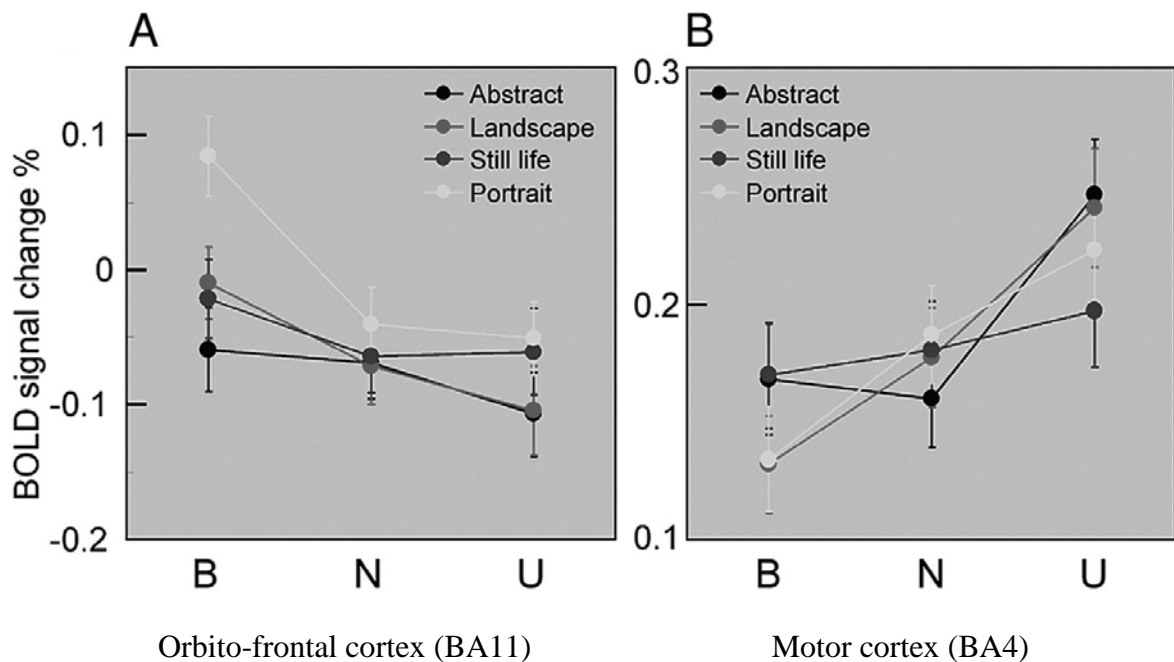 A
BOLD signal change %
0.1
0
-0.1
-0.2
Abstract
Landscape
Still life
Portrait
B N U
Orbito-frontal cortex (BA11)
B
0.3
0.2
0.1
Abstract
Landscape
Still life
Portrait
B N U
Motor cortex (BA4)